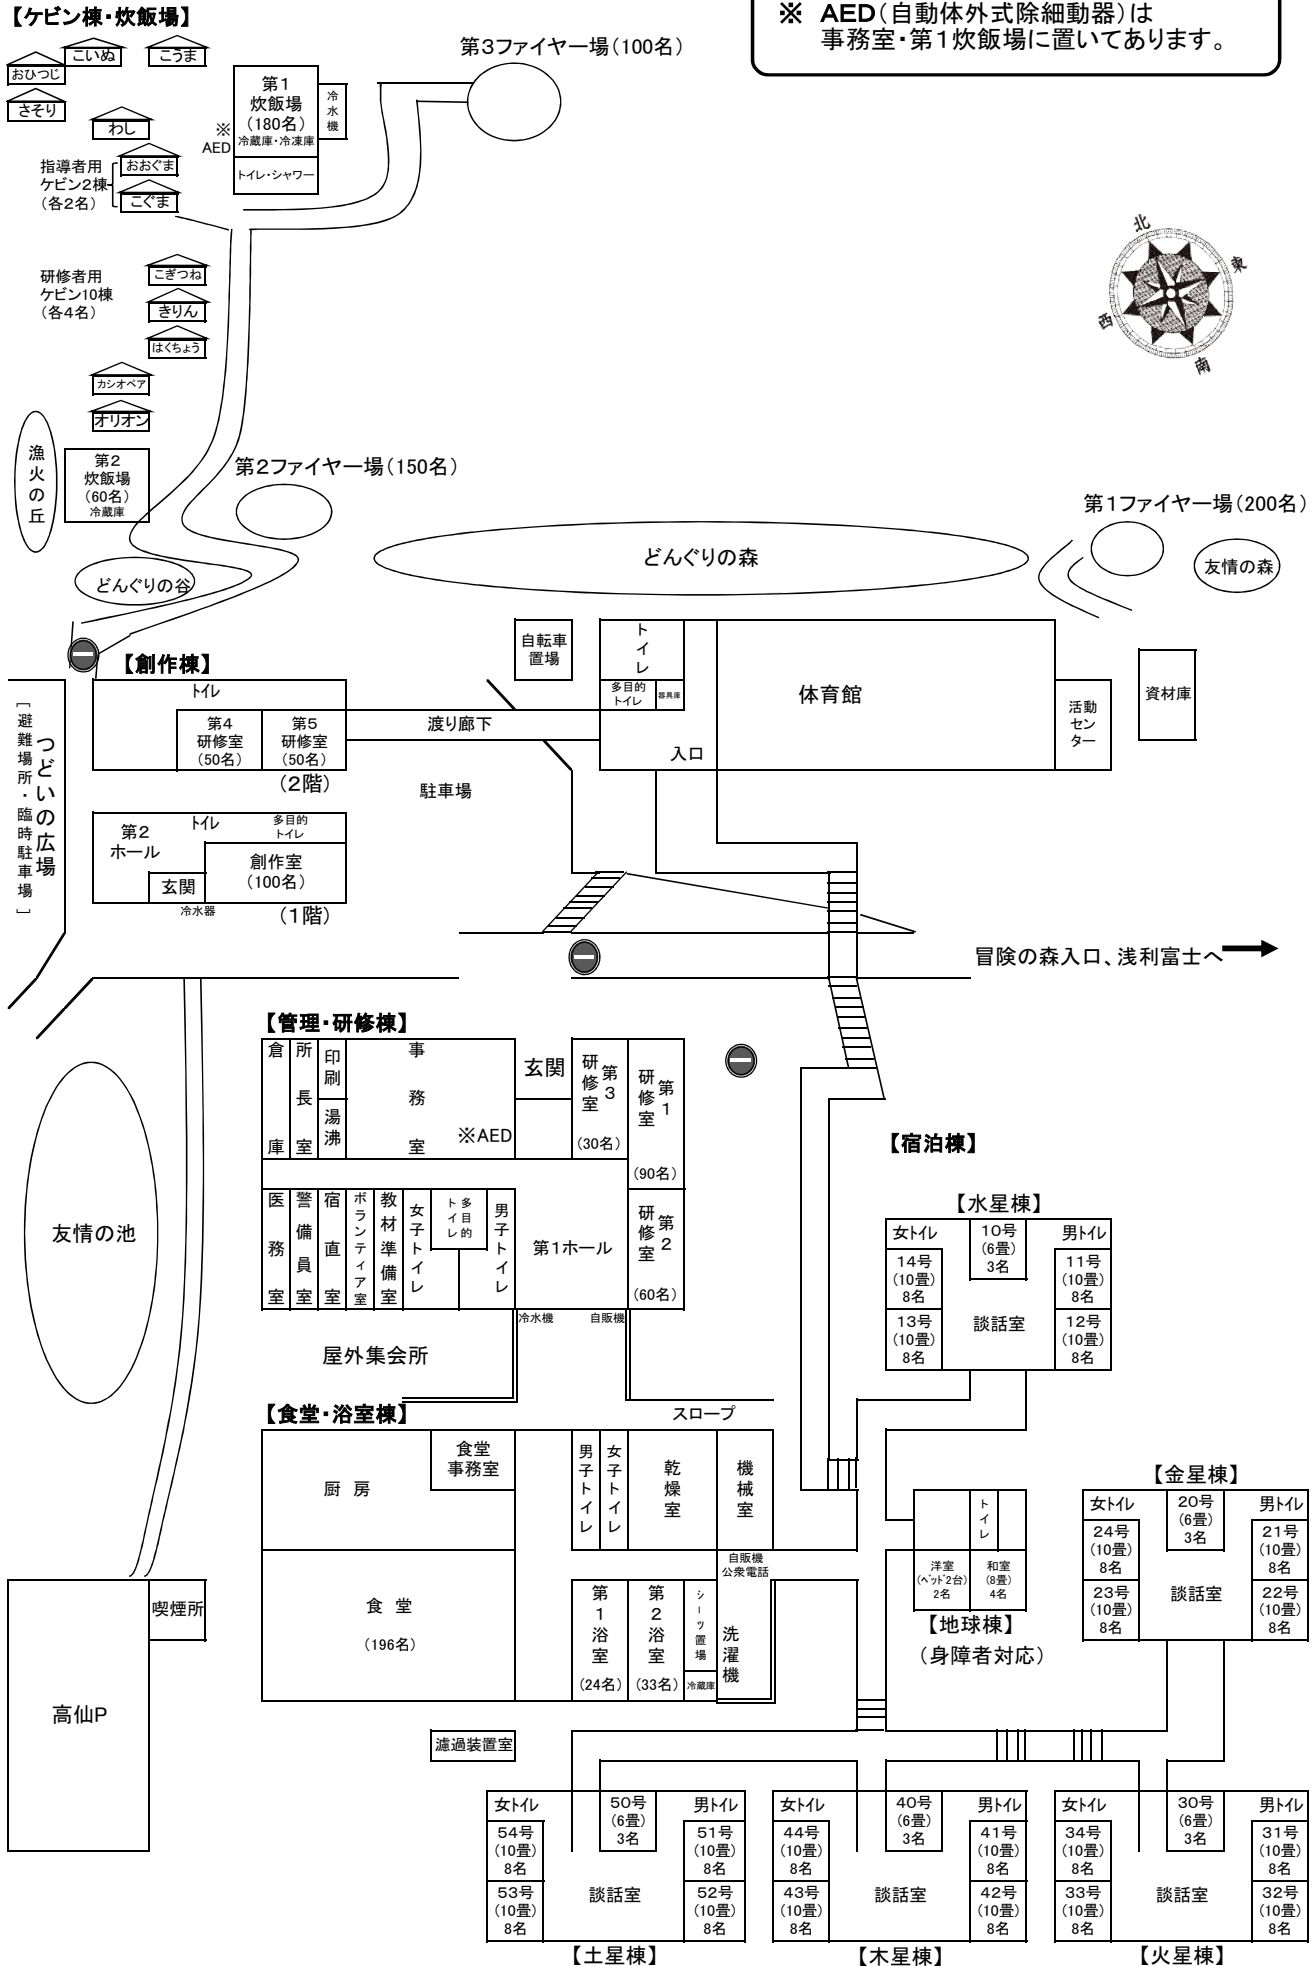 【ケビン棟・炊飯場】
※ AED（自動体外式除細動器）は
事務室・第１炊飯場に置いてあります。
こいぬ
こうま
おひつじ
さそり
わし
第３ファイヤー場（100名）
第１
炊飯場
（180名）
冷蔵庫・冷凍庫
冷水機
※
AED
トイレ・シャワー
指導者用
ケビン２棟
（各２名）
おおぐま
こぐま
北
東
西
南
研修者用
ケビン10棟
（各４名）
こぎつね
きりん
はくちょう
カシオペア
オリオン
漁火の丘
第２
炊飯場
（60名）
冷蔵庫
第２ファイヤー場（150名）
第１ファイヤー場（200名）
どんぐりの森
友情の森
どんぐりの谷
【創作棟】
トイレ
第４
研修室
（50名）
第５
研修室
（50名）
（２階）
渡り廊下
自転車
置場
トイレ
多目的
トイレ
器具庫
入口
体育館
活動
セン
ター
資材庫
つどいの広場
［避難場所・臨時駐車場］
駐車場
第２
ホール
トイレ
多目的
トイレ
玄関
創作室
（100名）
冷水器
（１階）
冒険の森入口、浅利富士へ
【管理・研修棟】
倉庫
所長室
印刷
湯沸
事務室
※AED
玄関
第３
研修室
（30名）
第１
研修室
（90名）
医務室
警備員室
宿直室
ボランティア室
教材準備室
女子トイレ
多目的
トイレ
男子トイレ
第１ホール
第２
研修室
（60名）
冷水機
自販機
友情の池
屋外集会所
【宿泊棟】
【水星棟】
女トイレ
10号
（6畳）
3名
男トイレ
14号
（10畳）
8名
11号
（10畳）
8名
13号
（10畳）
8名
談話室
12号
（10畳）
8名
【食堂・浴室棟】
スロープ
厨 房
食堂
事務室
男子トイレ
女子トイレ
乾燥室
機械室
自販機
公衆電話
食 堂
（196名）
第１浴室
（24名）
第２浴室
（33名）
シーツ置場
冷蔵庫
洗濯機
濾過装置室
喫煙所
高仙P
トイレ
洋室
（ベッド２台）
２名
和室
（8畳）
4名
【地球棟】
（身障者対応）
【金星棟】
女トイレ
20号
（6畳）
3名
男トイレ
24号
（10畳）
8名
21号
（10畳）
8名
23号
（10畳）
8名
談話室
22号
（10畳）
8名
女トイレ
50号
（6畳）
3名
男トイレ
54号
（10畳）
8名
51号
（10畳）
8名
53号
（10畳）
8名
談話室
52号
（10畳）
8名
【土星棟】
女トイレ
40号
（6畳）
3名
男トイレ
44号
（10畳）
8名
41号
（10畳）
8名
43号
（10畳）
8名
談話室
42号
（10畳）
8名
【木星棟】
女トイレ
30号
（6畳）
3名
男トイレ
34号
（10畳）
8名
31号
（10畳）
8名
33号
（10畳）
8名
談話室
32号
（10畳）
8名
【火星棟】